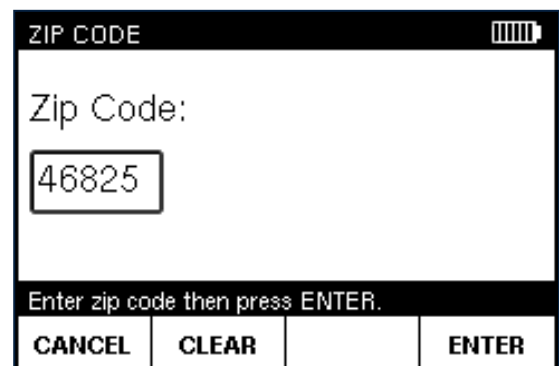 ZIP CODE
Zip Code:
46825
Enter zip code then press ENTER.
CANCEL CLEAR ENTER